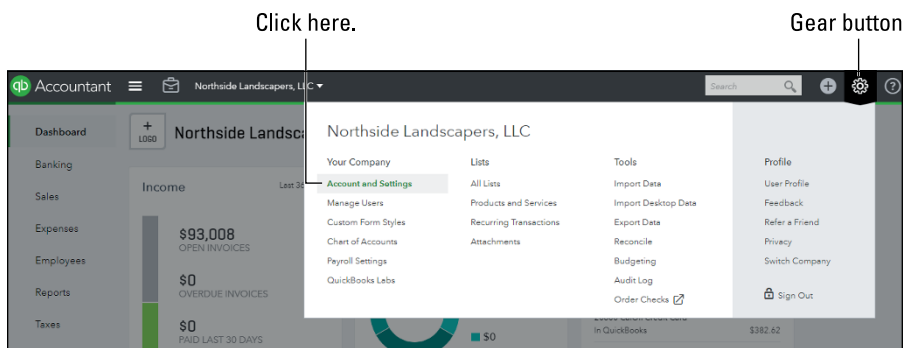 Click here.
Gear button
qb Accountant
Northside Landscapers, LLC
Search
Dashboard
Banking
Sales
Expenses
Employees
Reports
Taxes
+
LOGO
Northside Landsca
Income
Last 36
$93,008
OPEN INVOICES
$0
OVERDUE INVOICES
$0
PAID LAST 30 DAYS
Northside Landscapers, LLC
Your Company
Account and Settings
Manage Users
Custom Form Styles
Chart of Accounts
Payroll Settings
QuickBooks Labs
Lists
All Lists
Products and Services
Recurring Transactions
Attachments
Tools
Import Data
Import Desktop Data
Export Data
Reconcile
Budgeting
Audit Log
Order Checks
Profile
User Profile
Feedback
Refer a Friend
Privacy
Switch Company
Sign Out
$0
In QuickBooks
$382.62